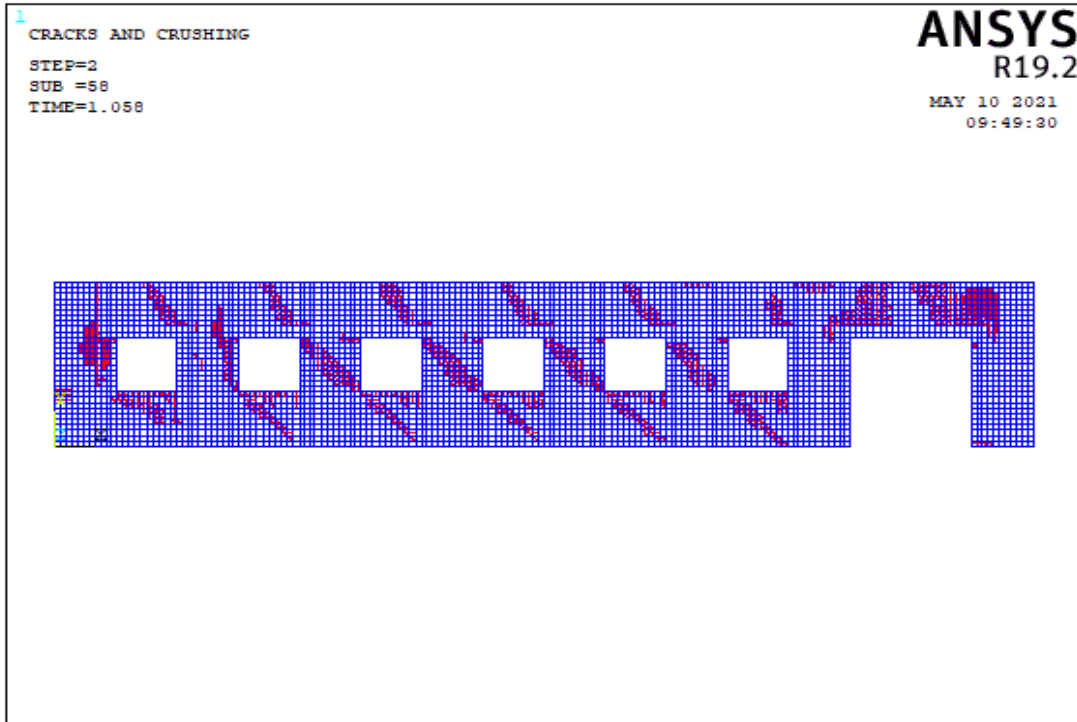 1
CRACKS AND CRUSHING
STEP=2
SUB =58
TIME=1.058
ANSYS
R19.2
MAY 10 2021
09:49:30